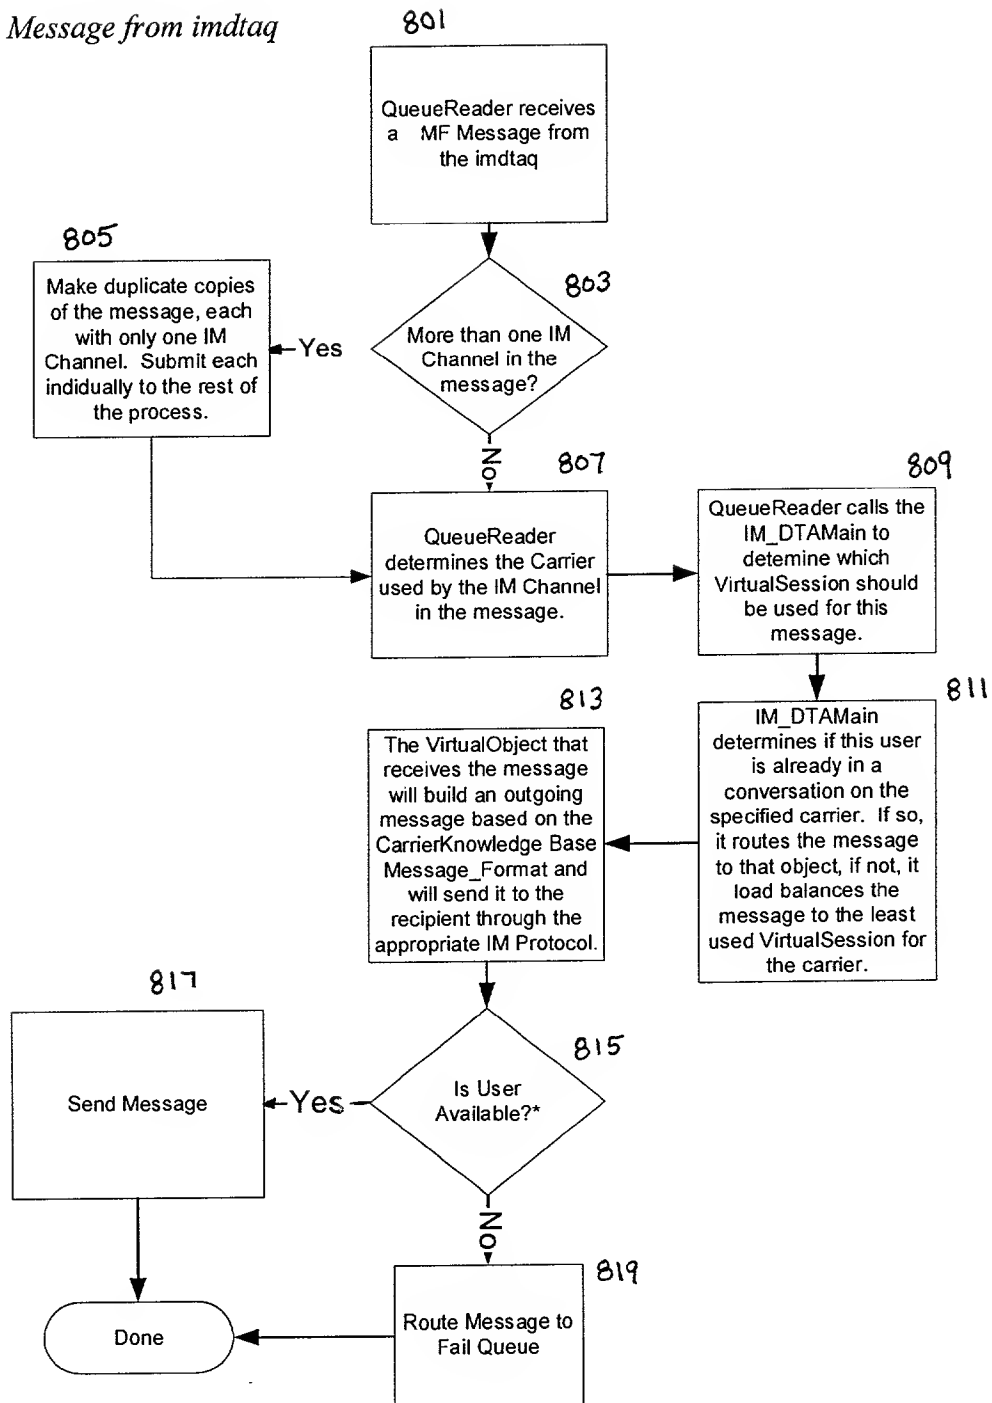 Message from imdtaq
801
QueueReader receives
a MF Message from
the imdtaq
805
Make duplicate copies
of the message, each
with only one IM
Channel. Submit each
indidually to the rest of
the process.
Yes
803
More than one IM
Channel in the
message?
No
807
QueueReader
determines the Carrier
used by the IM Channel
in the message.
809
QueueReader calls the
IM_DTAMain to
detemine which
VirtualSession should
be used for this
message.
811
IM_DTAMain
determines if this user
is already in a
conversation on the
specified carrier. If so,
it routes the message
to that object, if not, it
load balances the
message to the least
used VirtualSession for
the carrier.
813
The VirtualObject that
receives the message
will build an outgoing
message based on the
CarrierKnowledge Base
Message_Format and
will send it to the
recipient through the
appropriate IM Protocol.
815
Is User
Available?*
Yes
817
Send Message
No
819
Route Message to
Fail Queue
Done